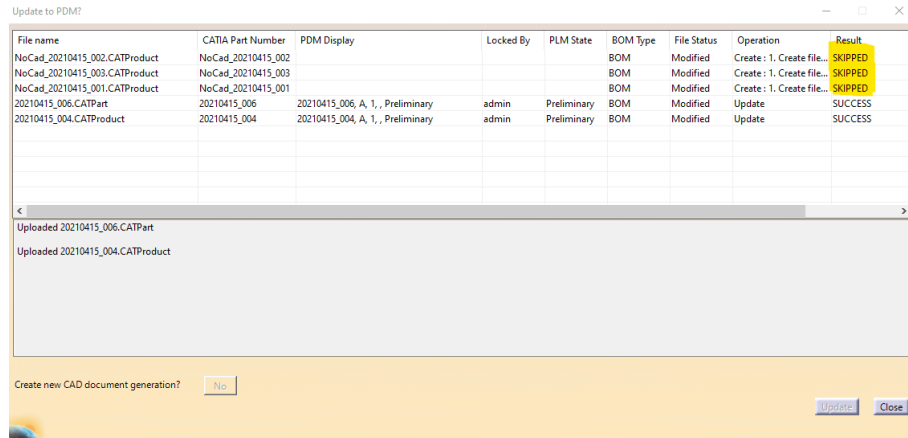 Update to PDM?
File name CATIA Part Number PDM Display Locked By PLM State BOM Type File Status Operation Result
NoCad_20210415_002.CATProduct NoCad_20210415_002 BOM Modified Create : 1. Create file... SKIPPED
NoCad_20210415_003.CATProduct NoCad_20210415_003 BOM Modified Create : 1. Create file... SKIPPED
NoCad_20210415_001.CATProduct NoCad_20210415_001 BOM Modified Create : 1. Create file... SKIPPED
20210415_006.CATPart 20210415_006 20210415_006, A, 1, , Preliminary admin Preliminary BOM Modified Update SUCCESS
20210415_004.CATProduct 20210415_004 20210415_004, A, 1, , Preliminary admin Preliminary BOM Modified Update SUCCESS
Uploaded 20210415_006.CATPart
Uploaded 20210415_004.CATProduct
Create new CAD document generation? No
Update Close